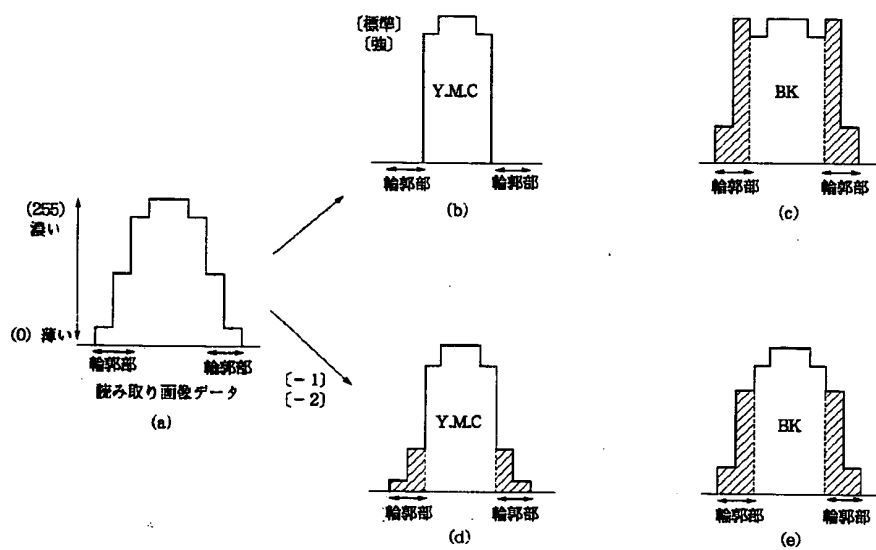 〔標準〕
〔強〕
Y.M.C
輪郭部
輪郭部
(b)
BK
輪郭部
輪郭部
(c)
(255)
濃い
(0) 薄い
輪郭部
輪郭部
読み取り画像データ
(a)
〔-1〕
〔-2〕
Y.M.C
輪郭部
輪郭部
(d)
BK
輪郭部
輪郭部
(e)